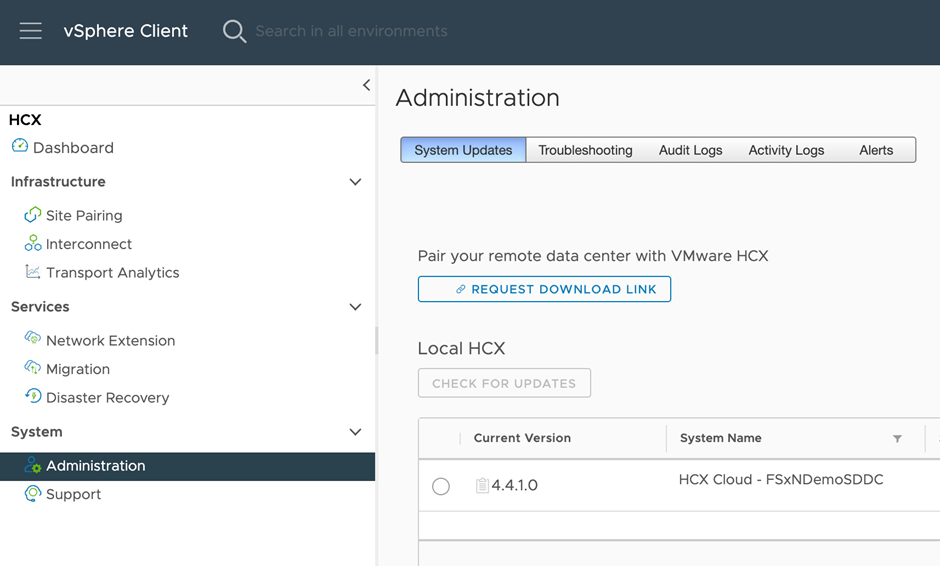 vSphere Client
Search in all environments
HCX
Dashboard
Infrastructure
Site Pairing
Interconnect
Transport Analytics
Services
Network Extension
Migration
Disaster Recovery
System
Administration
Support
Administration
System Updates Troubleshooting Audit Logs Activity Logs Alerts
Pair your remote data center with VMware HCX
REQUEST DOWNLOAD LINK
Local HCX
CHECK FOR UPDATES
Current Version System Name
4.4.1.0 HCX Cloud - FSxNDemoSDDC